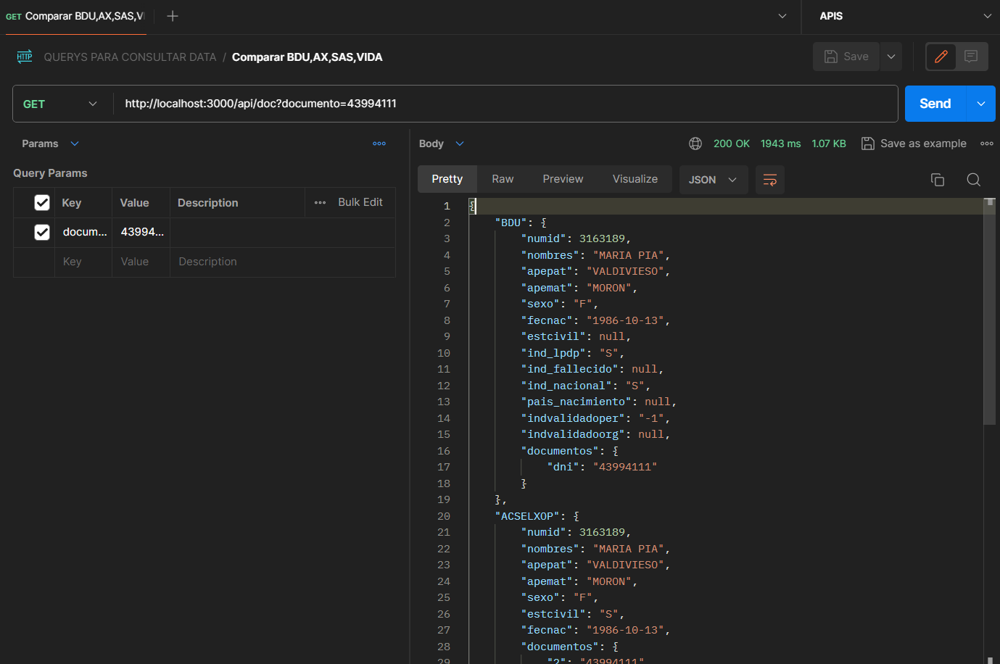 GET Comparar BDU,AX,SAS,V
APIS
HTTP QUERYS PARA CONSULTAR DATA / Comparar BDU,AX,SAS,VIDA
Save
GET http://localhost:3000/api/doc?documento=43994111
Send
Params
Query Params
Key Value Description ••• Bulk Edit
docum... 43994...
Key Value Description
Body 200 OK 1943 ms 1.07 KB Save as example
Pretty Raw Preview Visualize JSON
1 {
2 "BDU": {
3 "numid": 3163189,
4 "nombres": "MARIA PIA",
5 "apepat": "VALDIVIESO",
6 "apemat": "MORON",
7 "sexo": "F",
8 "fecnac": "1986-10-13",
9 "estcivil": null,
10 "ind_lpdp": "S",
11 "ind_fallecido": null,
12 "ind_nacional": "S",
13 "pais_nacimiento": null,
14 "indvalidadoper": "-1",
15 "indvalidadoorg": null,
16 "documentos": {
17 "dni": "43994111"
18 }
19 },
20 "ACSELXOP": {
21 "numid": 3163189,
22 "nombres": "MARIA PIA",
23 "apepat": "VALDIVIESO",
24 "apemat": "MORON",
25 "sexo": "F",
26 "estcivil": "S",
27 "fecnac": "1986-10-13",
28 "documentos": {
29 "2": "43994111"